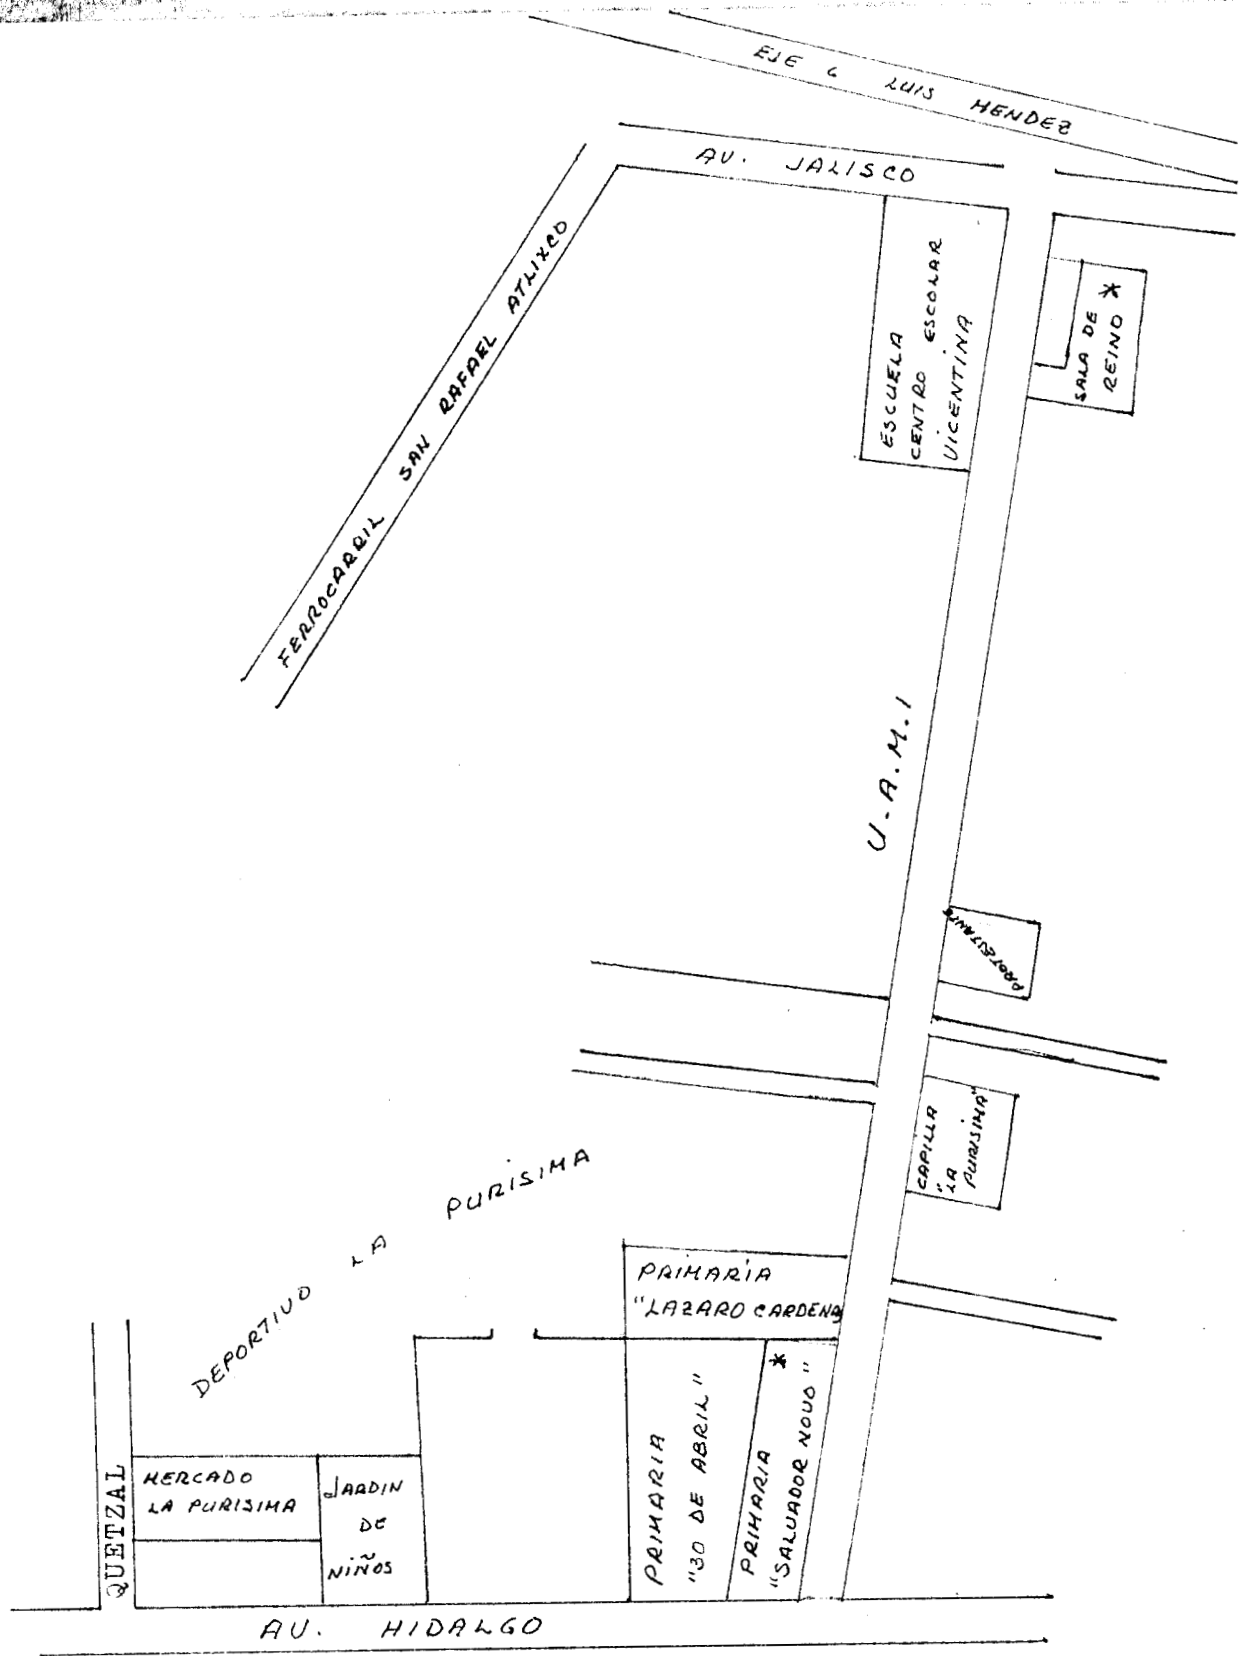 EJE 6 LUIS MENDEZ
AV. JALISCO
FERROCARRIL SAN RAFAEL ATLIXCO
ESCUELA
CENTRO ESCOLAR
VICENTINA
SALA DE *
REINO *
U.A.M.I
PROTESTANTE
CAPILLA
"LA
PURISIMA"
DEPORTIVO LA PURISIMA
PRIMARIA
"LAZARO CARDENAS
QUETZAL
MERCADO
LA PURISIMA
JARDIN
DE
NIÑOS
PRIMARIA
"30 DE ABRIL"
PRIMARIA *
"SALVADOR NOVO"
AV. HIDALGO